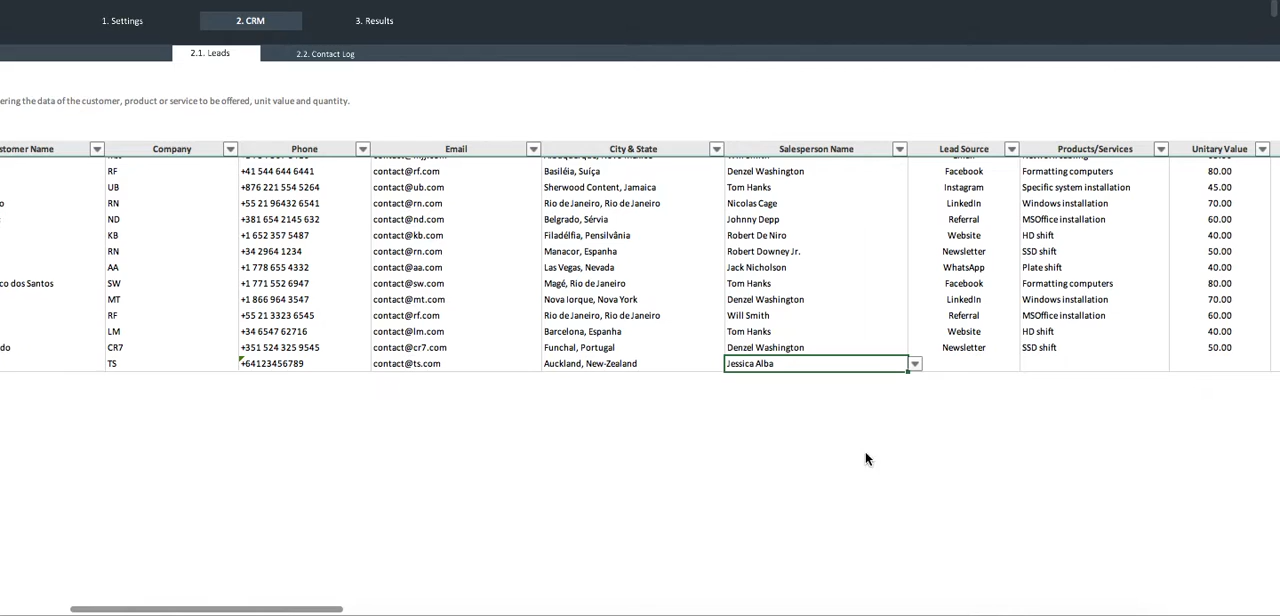 1. Settings 2. CRM 3. Results
2.1. Leads 2.2. Contact Log
ering the data of the customer, product or service to be offered, unit value and quantity.
stomer Name Company Phone Email City & State Salesperson Name Lead Source Products/Services Unitary Value
RF +41 544 644 6441 contact@rf.com Basiléia, Suíça Denzel Washington Facebook Formatting computers 80.00
UB +876 221 554 5264 contact@ub.com Sherwood Content, Jamaica Tom Hanks Instagram Specific system installation 45.00
o RN +55 21 96432 6541 contact@rn.com Rio de Janeiro, Rio de Janeiro Nicolas Cage LinkedIn Windows installation 70.00
ND +381 654 2145 632 contact@nd.com Belgrado, Sérvia Johnny Depp Referral MSOffice installation 60.00
KB +1 652 357 5487 contact@kb.com Filadélfia, Pensilvânia Robert De Niro Website HD shift 40.00
RN +34 2964 1234 contact@rn.com Manacor, Espanha Robert Downey Jr. Newsletter SSD shift 50.00
AA +1 778 655 4332 contact@aa.com Las Vegas, Nevada Jack Nicholson WhatsApp Plate shift 40.00
co dos Santos SW +1 771 552 6947 contact@sw.com Magé, Rio de Janeiro Tom Hanks Facebook Formatting computers 80.00
MT +1 866 964 3547 contact@mt.com Nova Iorque, Nova York Denzel Washington LinkedIn Windows installation 70.00
RF +55 21 3323 6545 contact@rf.com Rio de Janeiro, Rio de Janeiro Will Smith Referral MSOffice installation 60.00
LM +34 6547 62716 contact@lm.com Barcelona, Espanha Tom Hanks Website HD shift 40.00
do CR7 +351 524 325 9545 contact@cr7.com Funchal, Portugal Denzel Washington Newsletter SSD shift 50.00
TS +64123456789 contact@ts.com Auckland, New-Zealand Jessica Alba